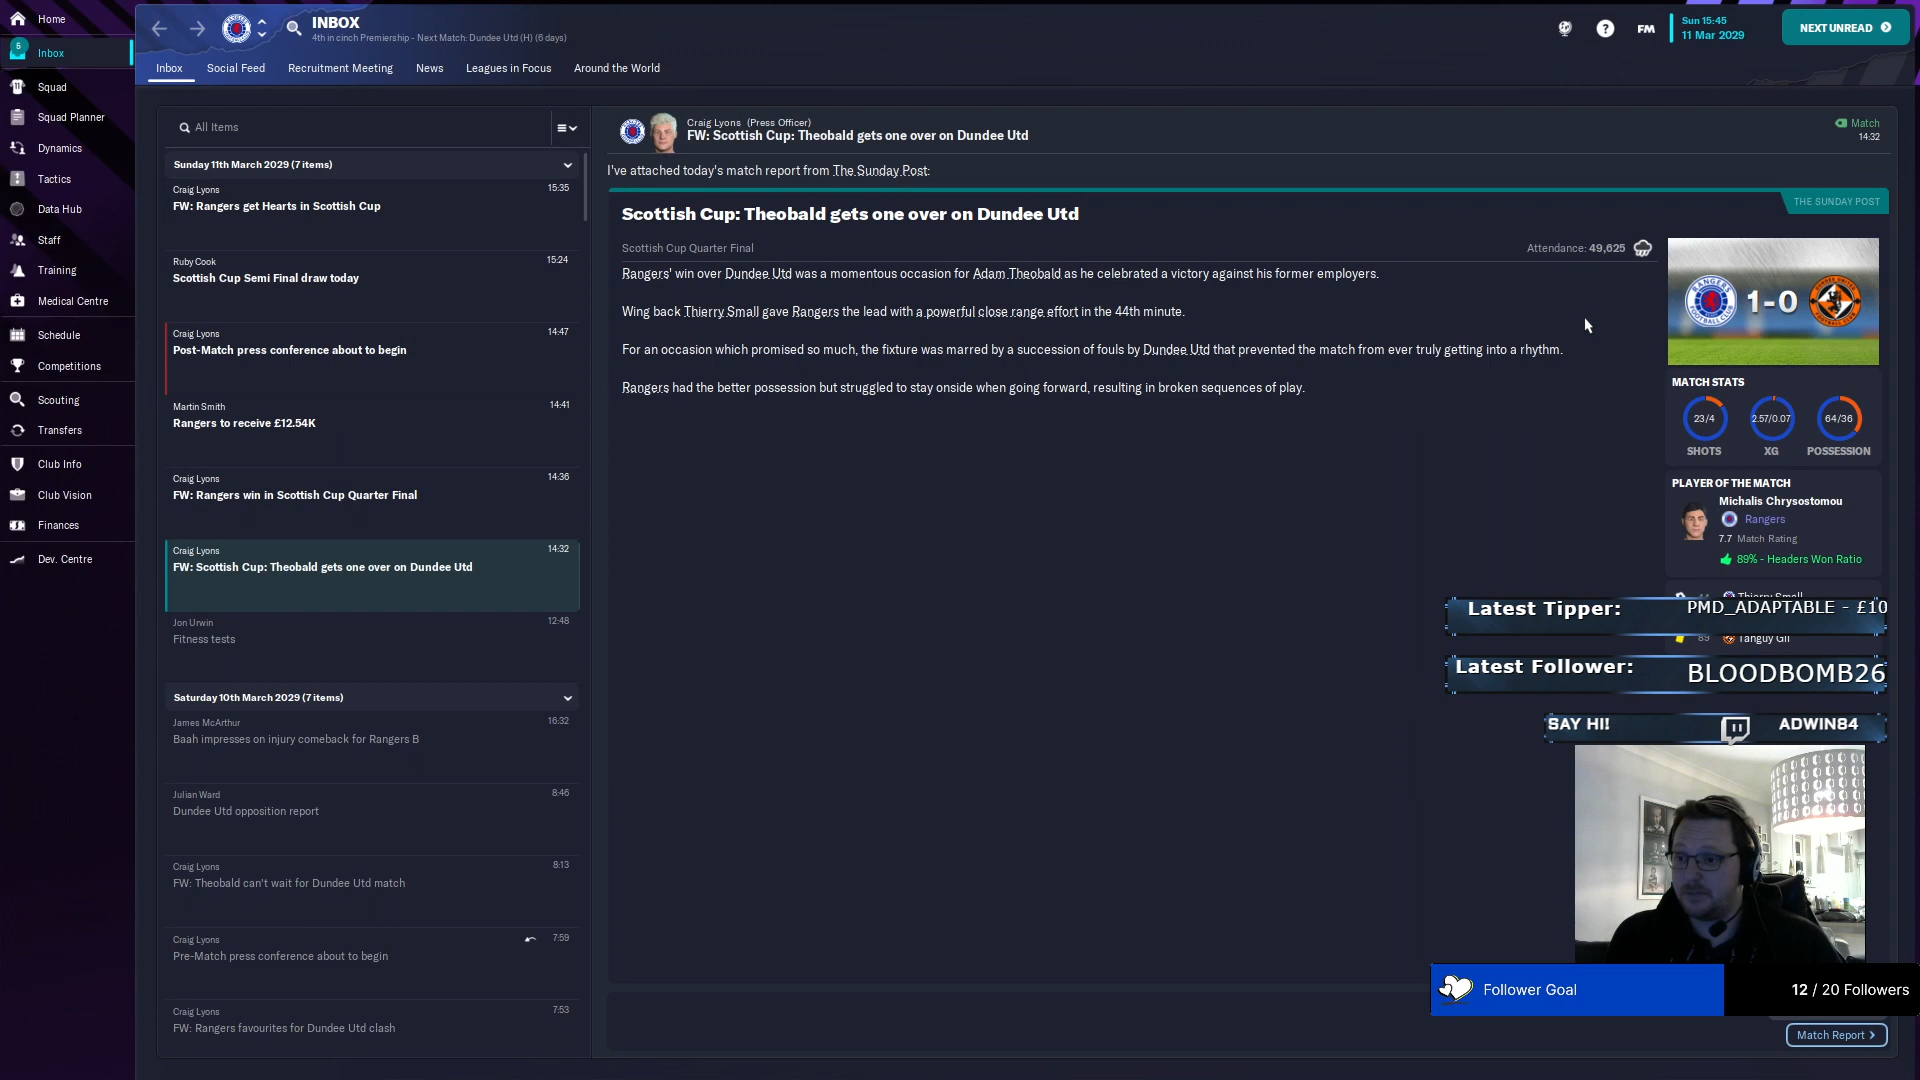 Home
5
Inbox
Squad
Squad Planner
Dynamics
Tactics
Data Hub
Staff
Training
Medical Centre
Schedule
Competitions
Scouting
Transfers
Club Info
Club Vision
Finances
Dev. Centre
INBOX
4th in cinch Premiership - Next Match: Dundee Utd (H) (6 days)
FM
Sun 15:45
11 Mar 2029
NEXT UNREAD
Inbox Social Feed Recruitment Meeting News Leagues in Focus Around the World
All Items
Sunday 11th March 2029 (7 items)
Craig Lyons 15:35
FW: Rangers get Hearts in Scottish Cup
Ruby Cook 15:24
Scottish Cup Semi Final draw today
Craig Lyons 14:47
Post-Match press conference about to begin
Martin Smith 14:41
Rangers to receive £12.54K
Craig Lyons 14:36
FW: Rangers win in Scottish Cup Quarter Final
Craig Lyons 14:32
FW: Scottish Cup: Theobald gets one over on Dundee Utd
Jon Urwin 12:48
Fitness tests
Saturday 10th March 2029 (7 items)
James McArthur 16:32
Baah impresses on injury comeback for Rangers B
Julian Ward 8:46
Dundee Utd opposition report
Craig Lyons 8:13
FW: Theobald can't wait for Dundee Utd match
Craig Lyons 7:59
Pre-Match press conference about to begin
Craig Lyons 7:53
FW: Rangers favourites for Dundee Utd clash
Craig Lyons (Press Officer)
FW: Scottish Cup: Theobald gets one over on Dundee Utd
Match
14:32
I've attached today's match report from The Sunday Post:
THE SUNDAY POST
Scottish Cup: Theobald gets one over on Dundee Utd
Scottish Cup Quarter Final Attendance: 49,625
Rangers' win over Dundee Utd was a momentous occasion for Adam Theobald as he celebrated a victory against his former employers.
Wing back Thierry Small gave Rangers the lead with a powerful close range effort in the 44th minute.
For an occasion which promised so much, the fixture was marred by a succession of fouls by Dundee Utd that prevented the match from ever truly getting into a rhythm.
Rangers had the better possession but struggled to stay onside when going forward, resulting in broken sequences of play.
1-0
MATCH STATS
23/4 2.57/0.07 64/36
SHOTS XG POSSESSION
PLAYER OF THE MATCH
Michalis Chrysostomou
Rangers
7.7 Match Rating
89% - Headers Won Ratio
Thierry Small
89 Tanguy Gil
Latest Tipper: PMD_ADAPTABLE - £10
Latest Follower: BLOODBOMB26
SAY HI! ADWIN84
Follower Goal 12 / 20 Followers
Match Report